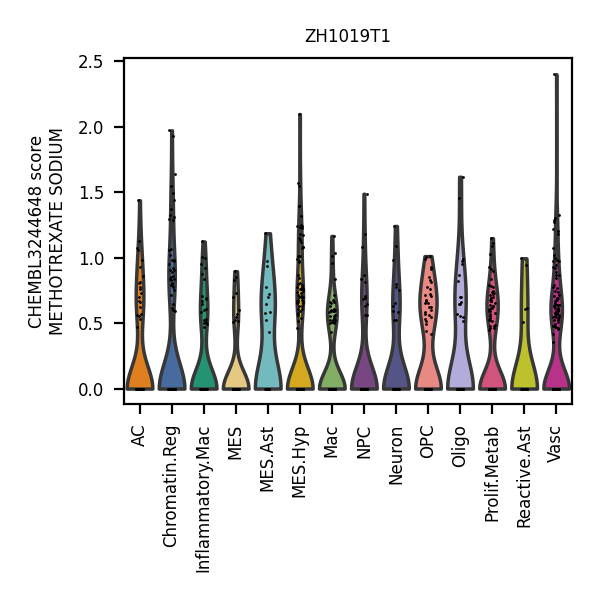 ZH1019T1
CHEMBL3244648 score
METHOTREXATE SODIUM
2.5
2.0
1.5
1.0
0.5
0.0
AC
Chromatin.Reg
Inflammatory.Mac
MES
MES.Ast
MES.Hyp
Mac
NPC
Neuron
OPC
Oligo
Prolif.Metab
Reactive.Ast
Vasc